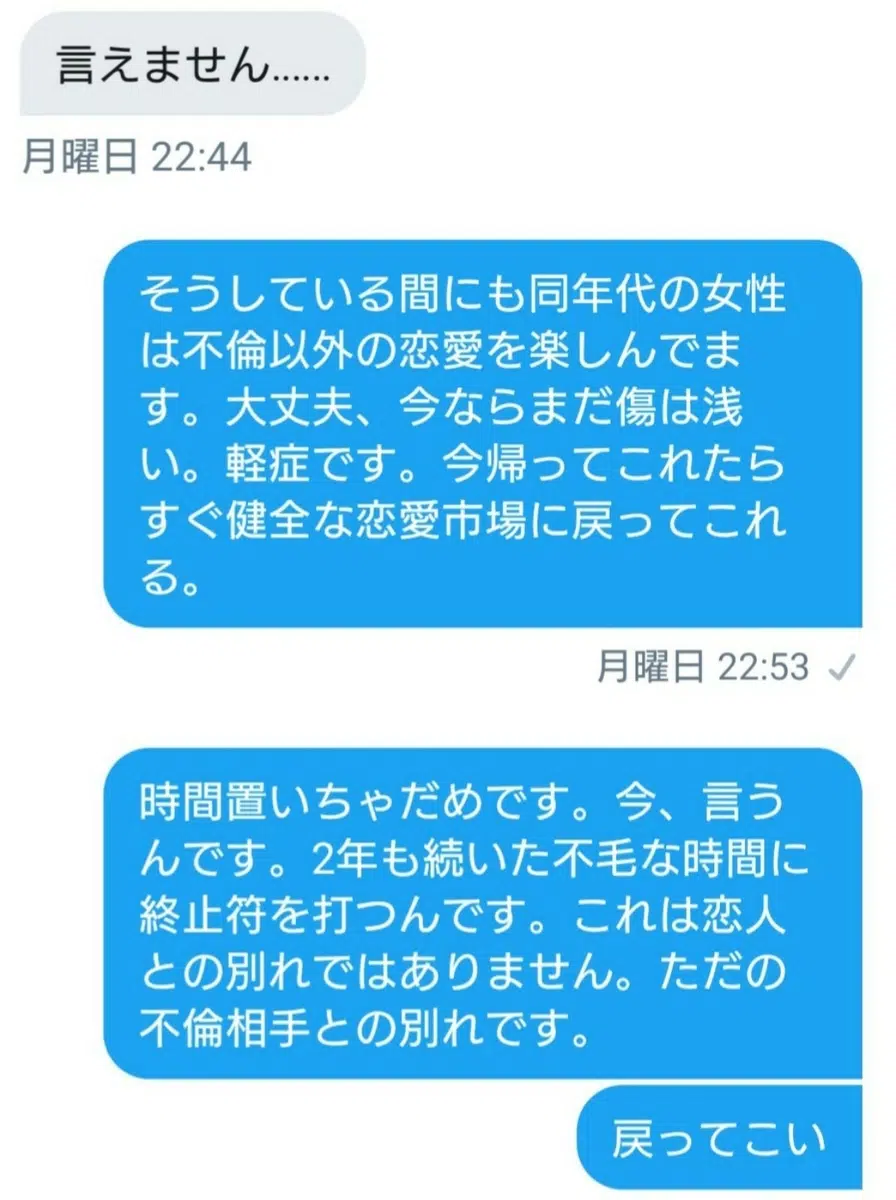 言えません......
月曜日 22:44
そうしている間にも同年代の女性
は不倫以外の恋愛を楽しんでま
す。大丈夫、今ならまだ傷は浅
い。軽症です。今帰ってこれたら
すぐ健全な恋愛市場に戻ってこれ
る。
月曜日 22:53 ✓
時間置いちゃだめです。今、言う
んです。2年も続いた不毛な時間に
終止符を打つんです。これは恋人
との別れではありません。ただの
不倫相手との別れです。
戻ってこい